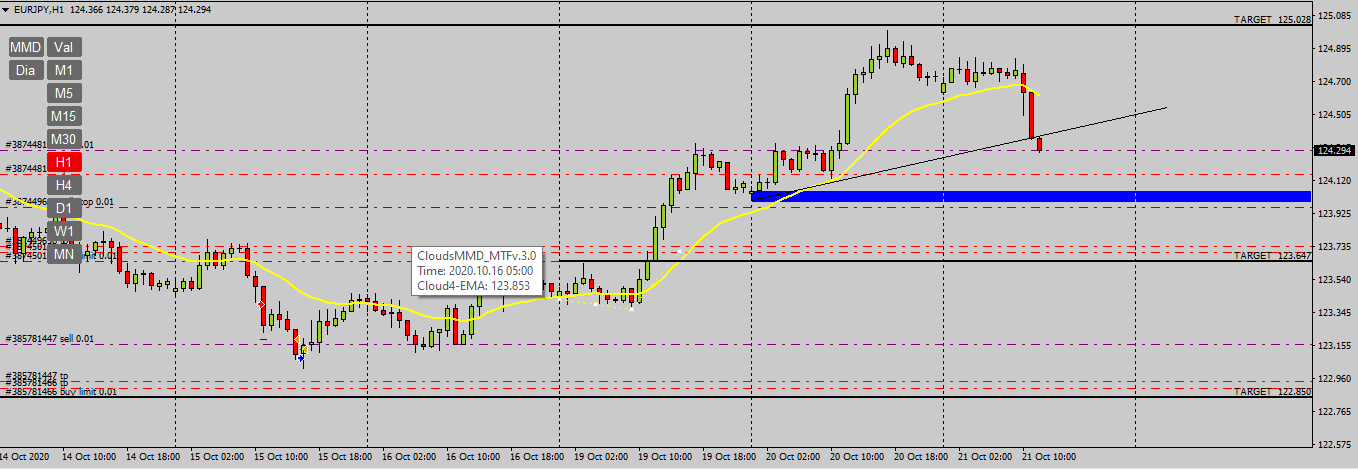 EURJPY,H1 124.366 124.379 124.287 124.294
TARGET 125.028
125.085
MMD Val
124.895
Dia M1
M5
124.700
M15
124.505
M30
#3874481 .01
124.294
H1
#3874481
124.120
H4
#3874496 top 0.01
D1
123.925
W1
123.735
MN
#3874501
CloudsMMD_MTFv.3.0
TARGET 123.647
Time: 2020.10.16 05:00
Cloud4-EMA: 123.853
123.540
123.345
#385781447 sell 0.01
123.155
#385781447 tp
122.960
#385781466 tp
#385781466 buy limit 0.01
TARGET 122.850
122.765
122.575
14 Oct 2020 14 Oct 10:00 14 Oct 18:00 15 Oct 02:00 15 Oct 10:00 15 Oct 18:00 16 Oct 02:00 16 Oct 10:00 16 Oct 18:00 19 Oct 02:00 19 Oct 10:00 19 Oct 18:00 20 Oct 02:00 20 Oct 10:00 20 Oct 18:00 21 Oct 02:00 21 Oct 10:00